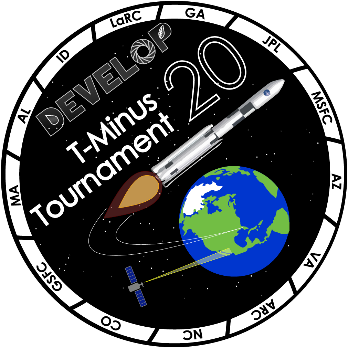 DEVELOP
20
T-Minus
Tournament
LaRC
GA
JPL
MSFC
AZ
VA
ARC
NC
CO
GSFC
MA
AL
ID